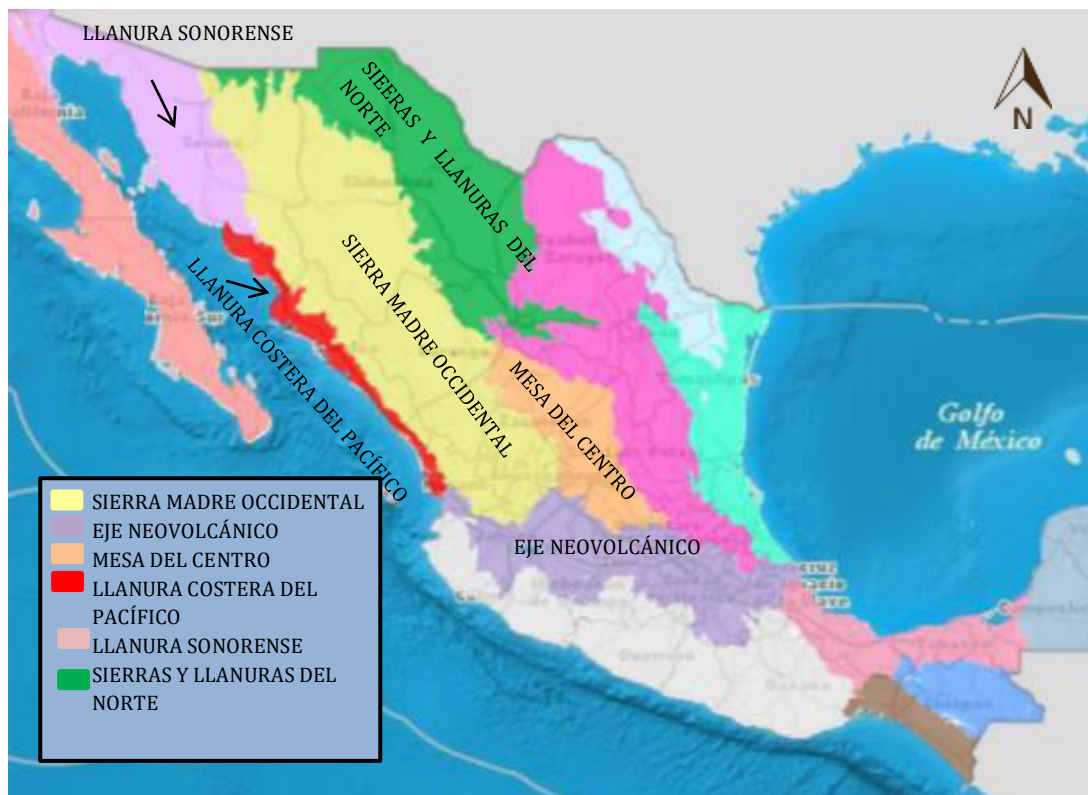 LLANURA SONORENSE
N
SIEERAS Y LLANURAS DEL
NORTE
SIERRA MADRE OCCIDENTAL
LLANURA COSTERA DEL PACÍFICO
MESA DEL CENTRO
Golfo
de México
EJE NEOVOLCÁNICO
SIERRA MADRE OCCIDENTAL
EJE NEOVOLCÁNICO
MESA DEL CENTRO
LLANURA COSTERA DEL
PACÍFICO
LLANURA SONORENSE
SIERRAS Y LLANURAS DEL
NORTE